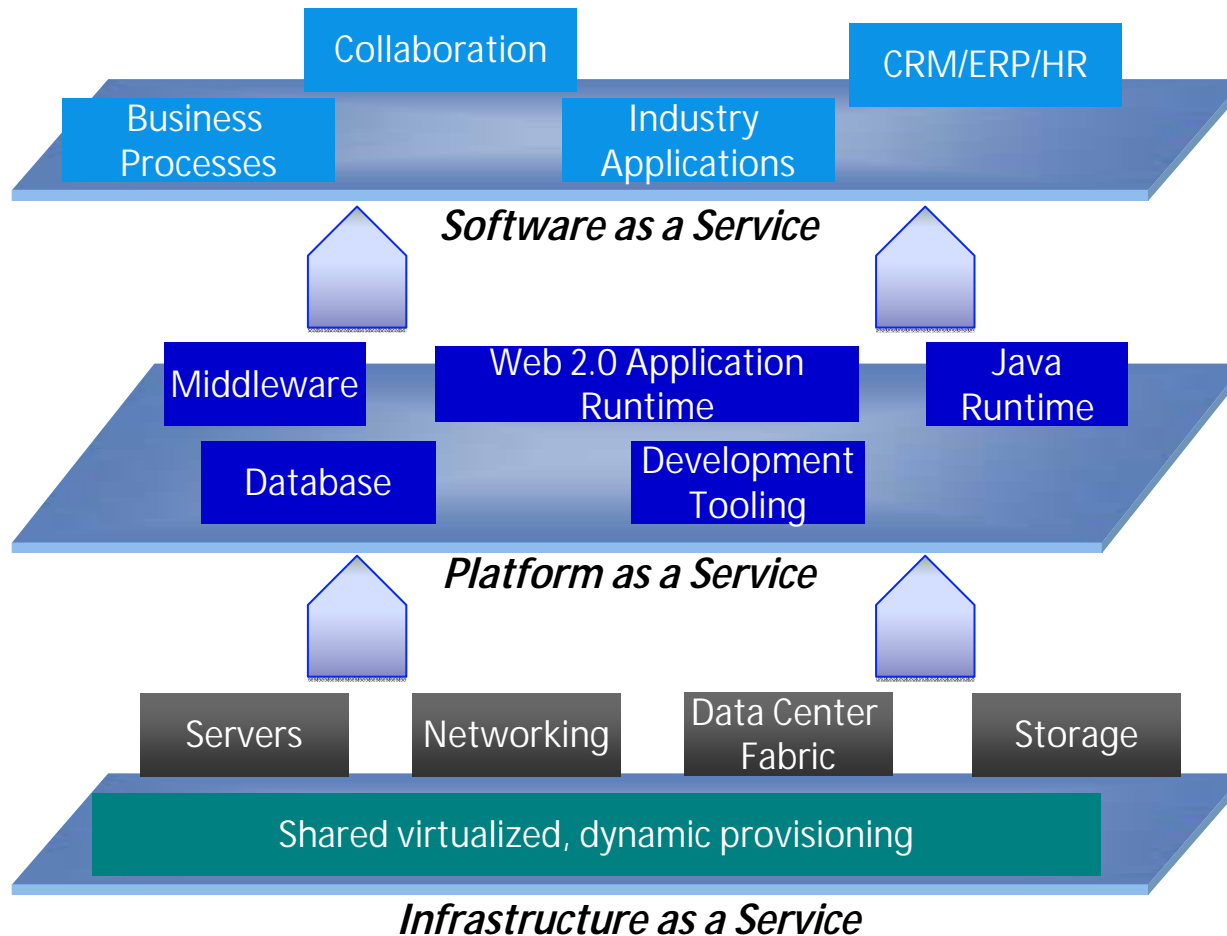 Collaboration
CRM/ERP/HR
Business
Processes
Industry
Applications
Software as a Service
Middleware
Web 2.0 Application
Runtime
Java
Runtime
Database
Development
Tooling
Platform as a Service
Servers
Networking
Data Center
Fabric
Storage
Shared virtualized, dynamic provisioning
Infrastructure as a Service